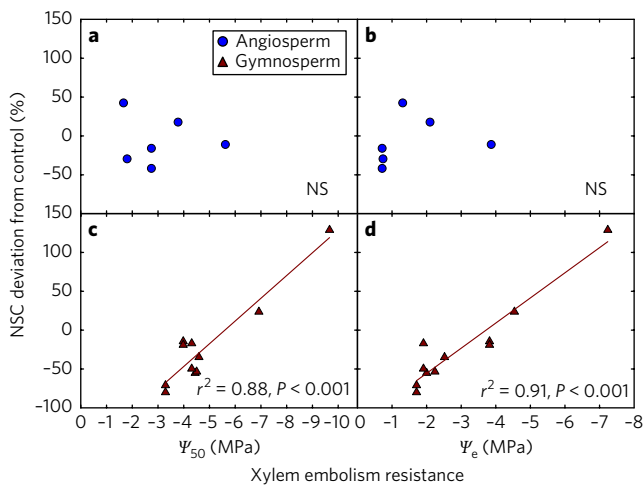 150
100
50
0
-50
150
100
50
0
-50
-100
NSC deviation from control (%)
a
Angiosperm
Gymnosperm
NS
b
NS
c
r² = 0.88, P < 0.001
d
r² = 0.91, P < 0.001
0 -1 -2 -3 -4 -5 -6 -7 -8 -9 -10
0 -1 -2 -3 -4 -5 -6 -7 -8
Ψ50 (MPa)
Ψe (MPa)
Xylem embolism resistance